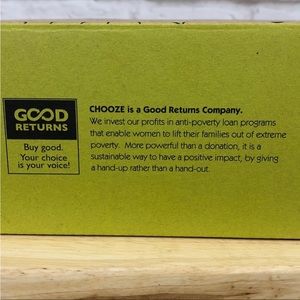 GOOD
RETURNS
Buy good.
Your choice
is your voice!
CHOOZE is a Good Returns Company.
We invest our profits in anti-poverty loan programs
that enable women to lift their families out of extreme
poverty. More powerful than a donation, it is a
sustainable way to have a positive impact, by giving
a hand-up rather than a hand-out.